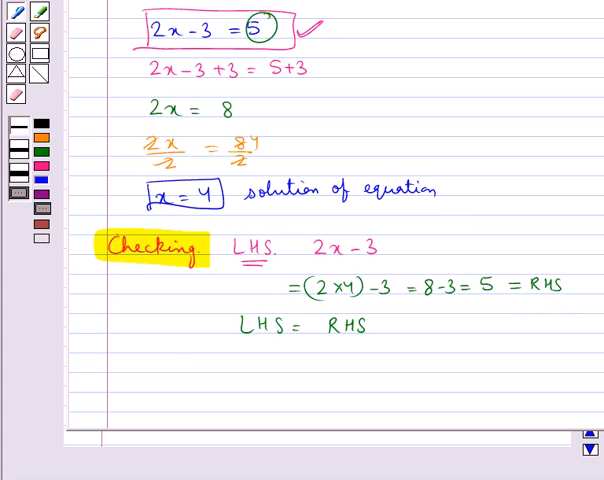 2x - 3 = 5
2x - 3 + 3 = 5 + 3
2x = 8
2x/2 = 8/2 4
x = 4 solution of equation
Checking. LHS. 2x - 3
= (2 × 4) - 3 = 8 - 3 = 5 = RHS
LHS = RHS